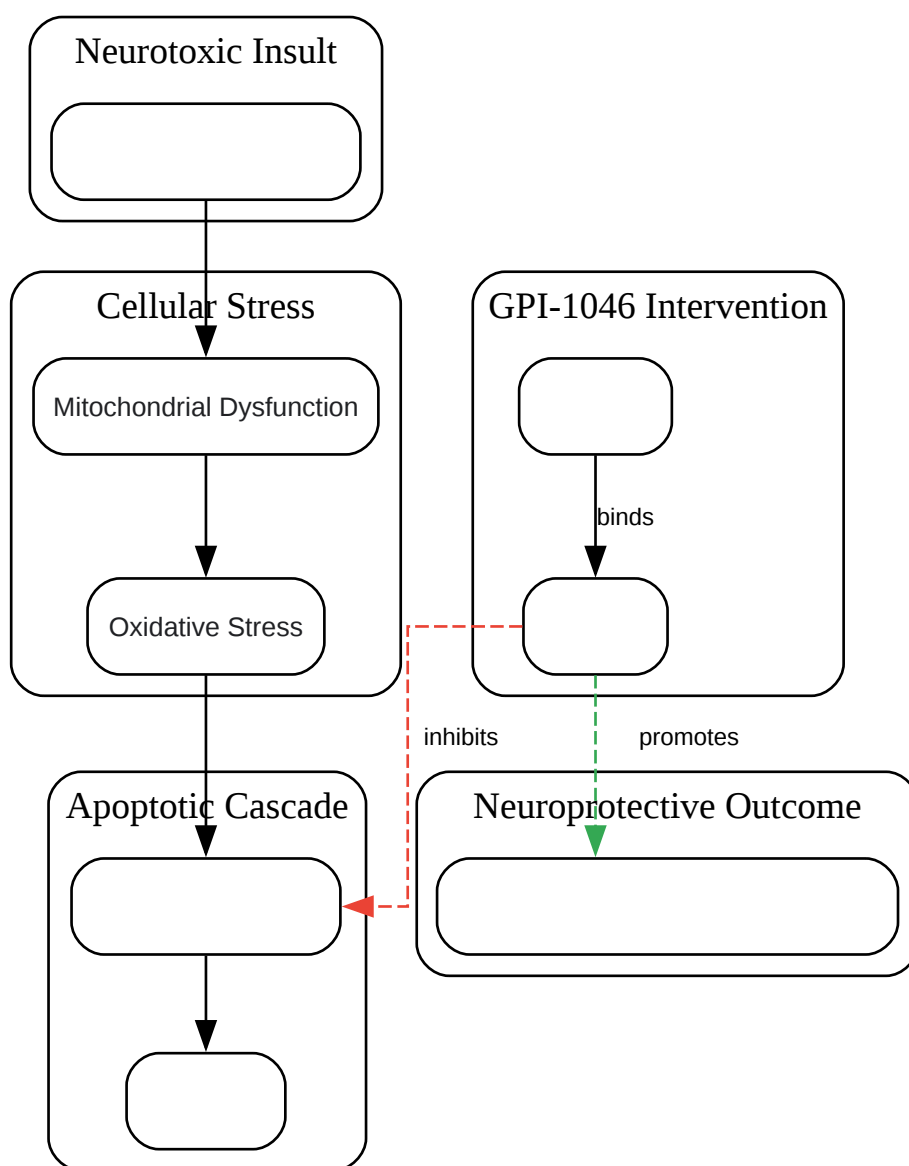 Neurotoxic Insult
Cellular Stress
GPI-1046 Intervention
Mitochondrial Dysfunction
binds
Oxidative Stress
inhibits
promotes
Apoptotic Cascade
Neuroprotective Outcome